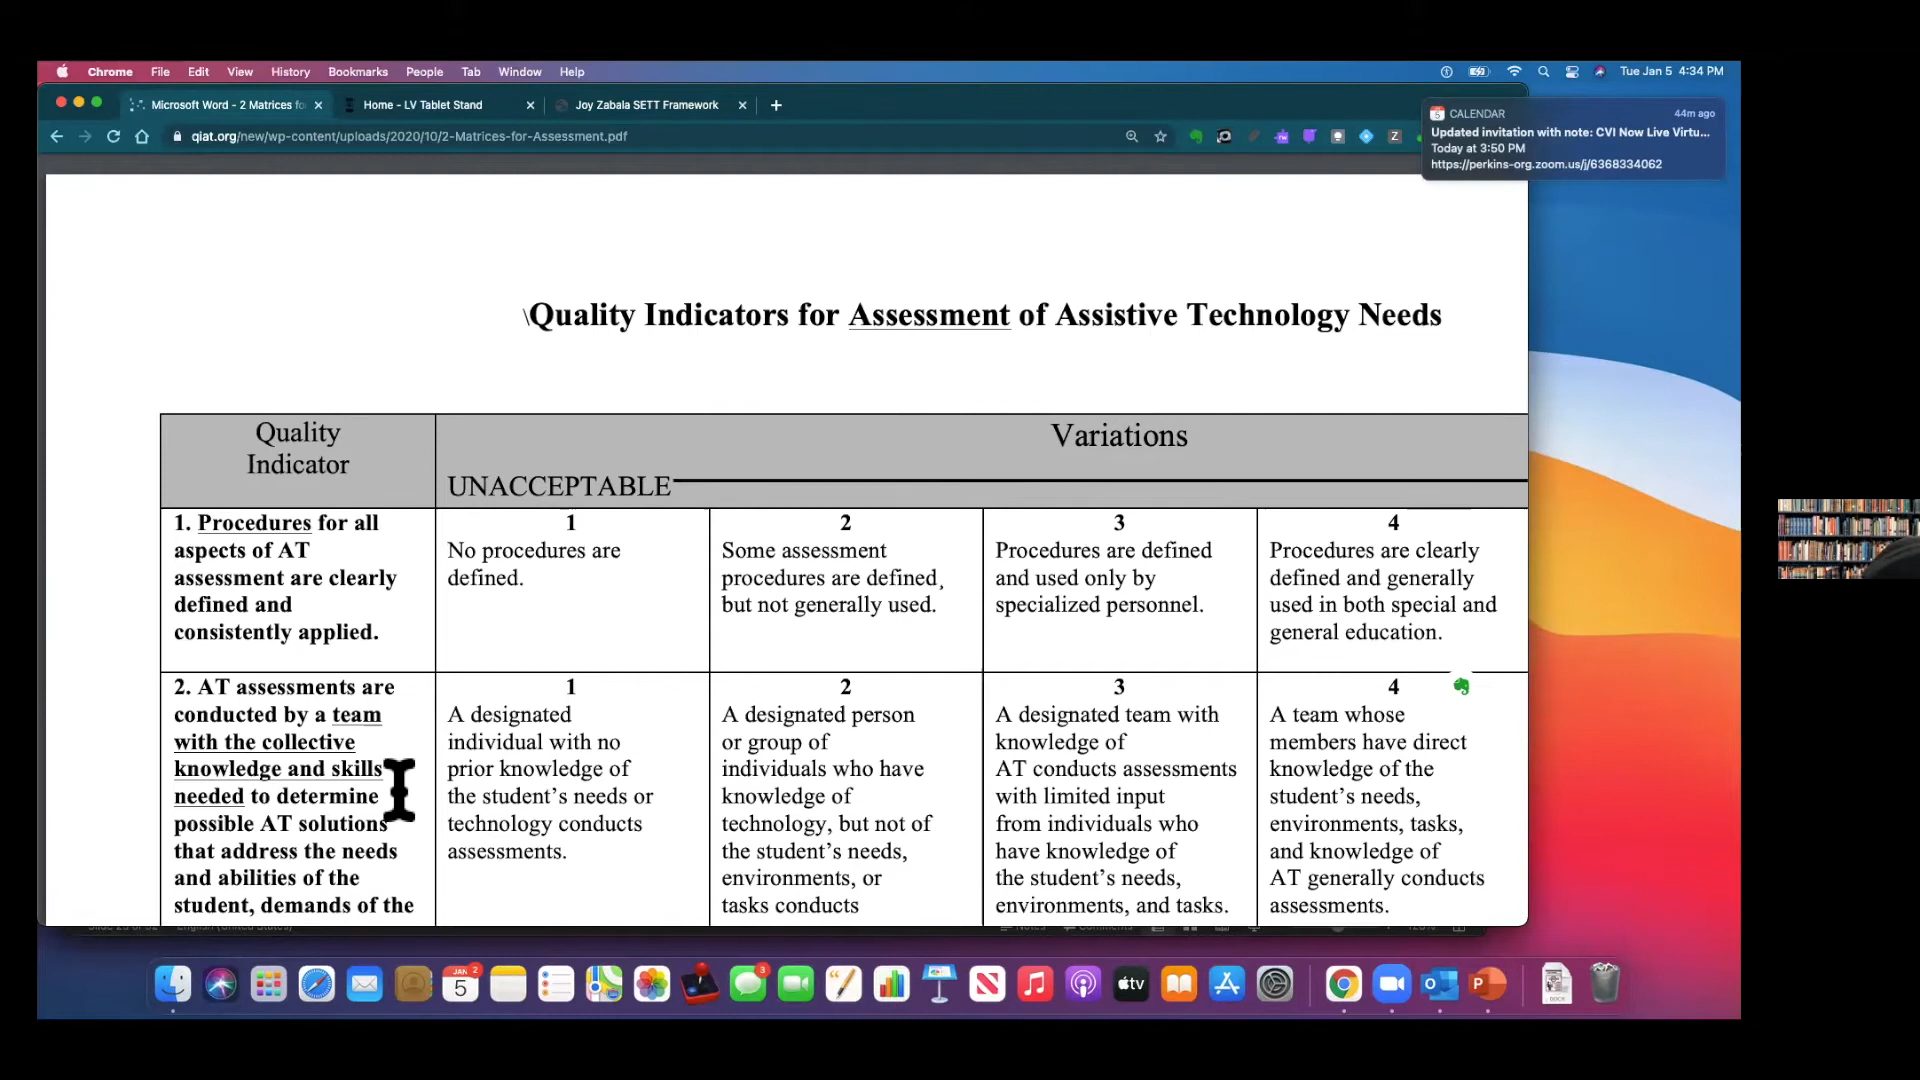 Chrome File Edit View History Bookmarks People Tab Window Help
Tue Jan 5 4:34 PM
Microsoft Word - 2 Matrices fo
Home - LV Tablet Stand
Joy Zabala SETT Framework
qiat.org/new/wp-content/uploads/2020/10/2-Matrices-for-Assessment.pdf
CALENDAR
44m ago
Updated invitation with note: CVI Now Live Virtu...
Today at 3:50 PM
https://perkins-org.zoom.us/j/6368334062
\Quality Indicators for Assessment of Assistive Technology Needs
Quality
Indicator
Variations
UNACCEPTABLE
1. Procedures for all
aspects of AT
assessment are clearly
defined and
consistently applied.
1
No procedures are
defined.
2
Some assessment
procedures are defined,
but not generally used.
3
Procedures are defined
and used only by
specialized personnel.
4
Procedures are clearly
defined and generally
used in both special and
general education.
2. AT assessments are
conducted by a team
with the collective
knowledge and skills
needed to determine
possible AT solutions
that address the needs
and abilities of the
student, demands of the
1
A designated
individual with no
prior knowledge of
the student's needs or
technology conducts
assessments.
2
A designated person
or group of
individuals who have
knowledge of
technology, but not of
the student's needs,
environments, or
tasks conducts
3
A designated team with
knowledge of
AT conducts assessments
with limited input
from individuals who
have knowledge of
the student's needs,
environments, and tasks.
4
A team whose
members have direct
knowledge of the
student's needs,
environments, tasks,
and knowledge of
AT generally conducts
assessments.
JAN
2
5
3
tv
DOCX